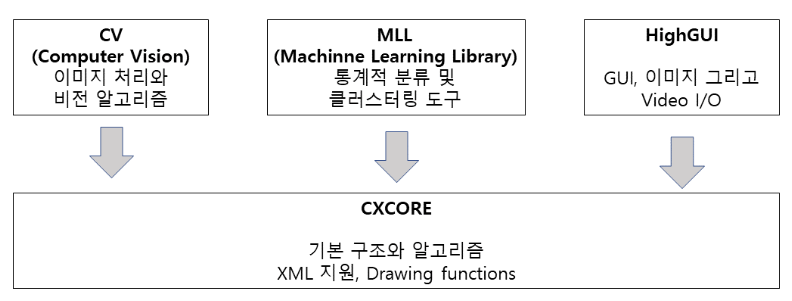 CV
(Computer Vision)
이미지 처리와
비전 알고리즘
MLL
(Machinne Learning Library)
통계적 분류 및
클러스터링 도구
HighGUI
GUI, 이미지 그리고
Video I/O
CXCORE
기본 구조와 알고리즘
XML 지원, Drawing functions